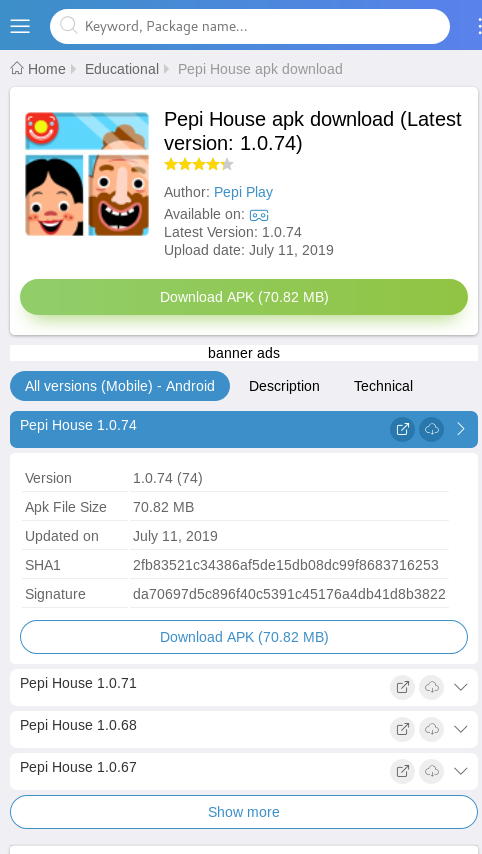 Keyword, Package name...
Home Educational Pepi House apk download
Pepi House apk download (Latest
version: 1.0.74)
Author: Pepi Play
Available on:
Latest Version: 1.0.74
Upload date: July 11, 2019
Download APK (70.82 MB)
banner ads
All versions (Mobile) - Android Description Technical
Pepi House 1.0.74
Version 1.0.74 (74)
Apk File Size 70.82 MB
Updated on July 11, 2019
SHA1 2fb83521c34386af5de15db08dc99f8683716253
Signature da70697d5c896f40c5391c45176a4db41d8b3822
Download APK (70.82 MB)
Pepi House 1.0.71
Pepi House 1.0.68
Pepi House 1.0.67
Show more